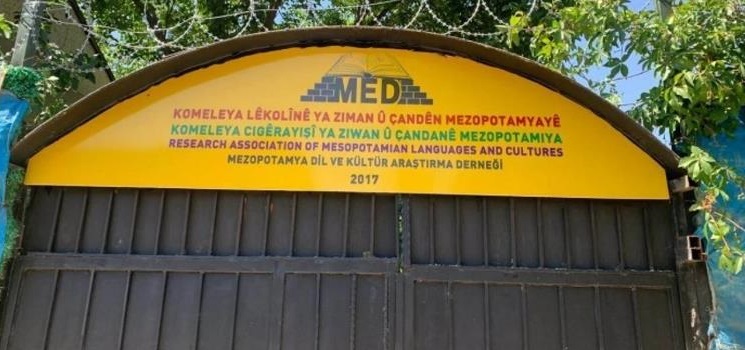 MED
KOMELEYA LÊKOLÎNÊ YA ZIMAN Û ÇANDÊN MEZOPOTAMYAYÊ
KOMELEYA CIGÊRAYIŞÎ YA ZIWAN Û ÇANDANÊ MEZOPOTAMIYA
RESEARCH ASSOCIATION OF MESOPOTAMIAN LANGUAGES AND CULTURES
MEZOPOTAMYA DİL VE KÜLTÜR ARAŞTIRMA DERNEĞİ
2017